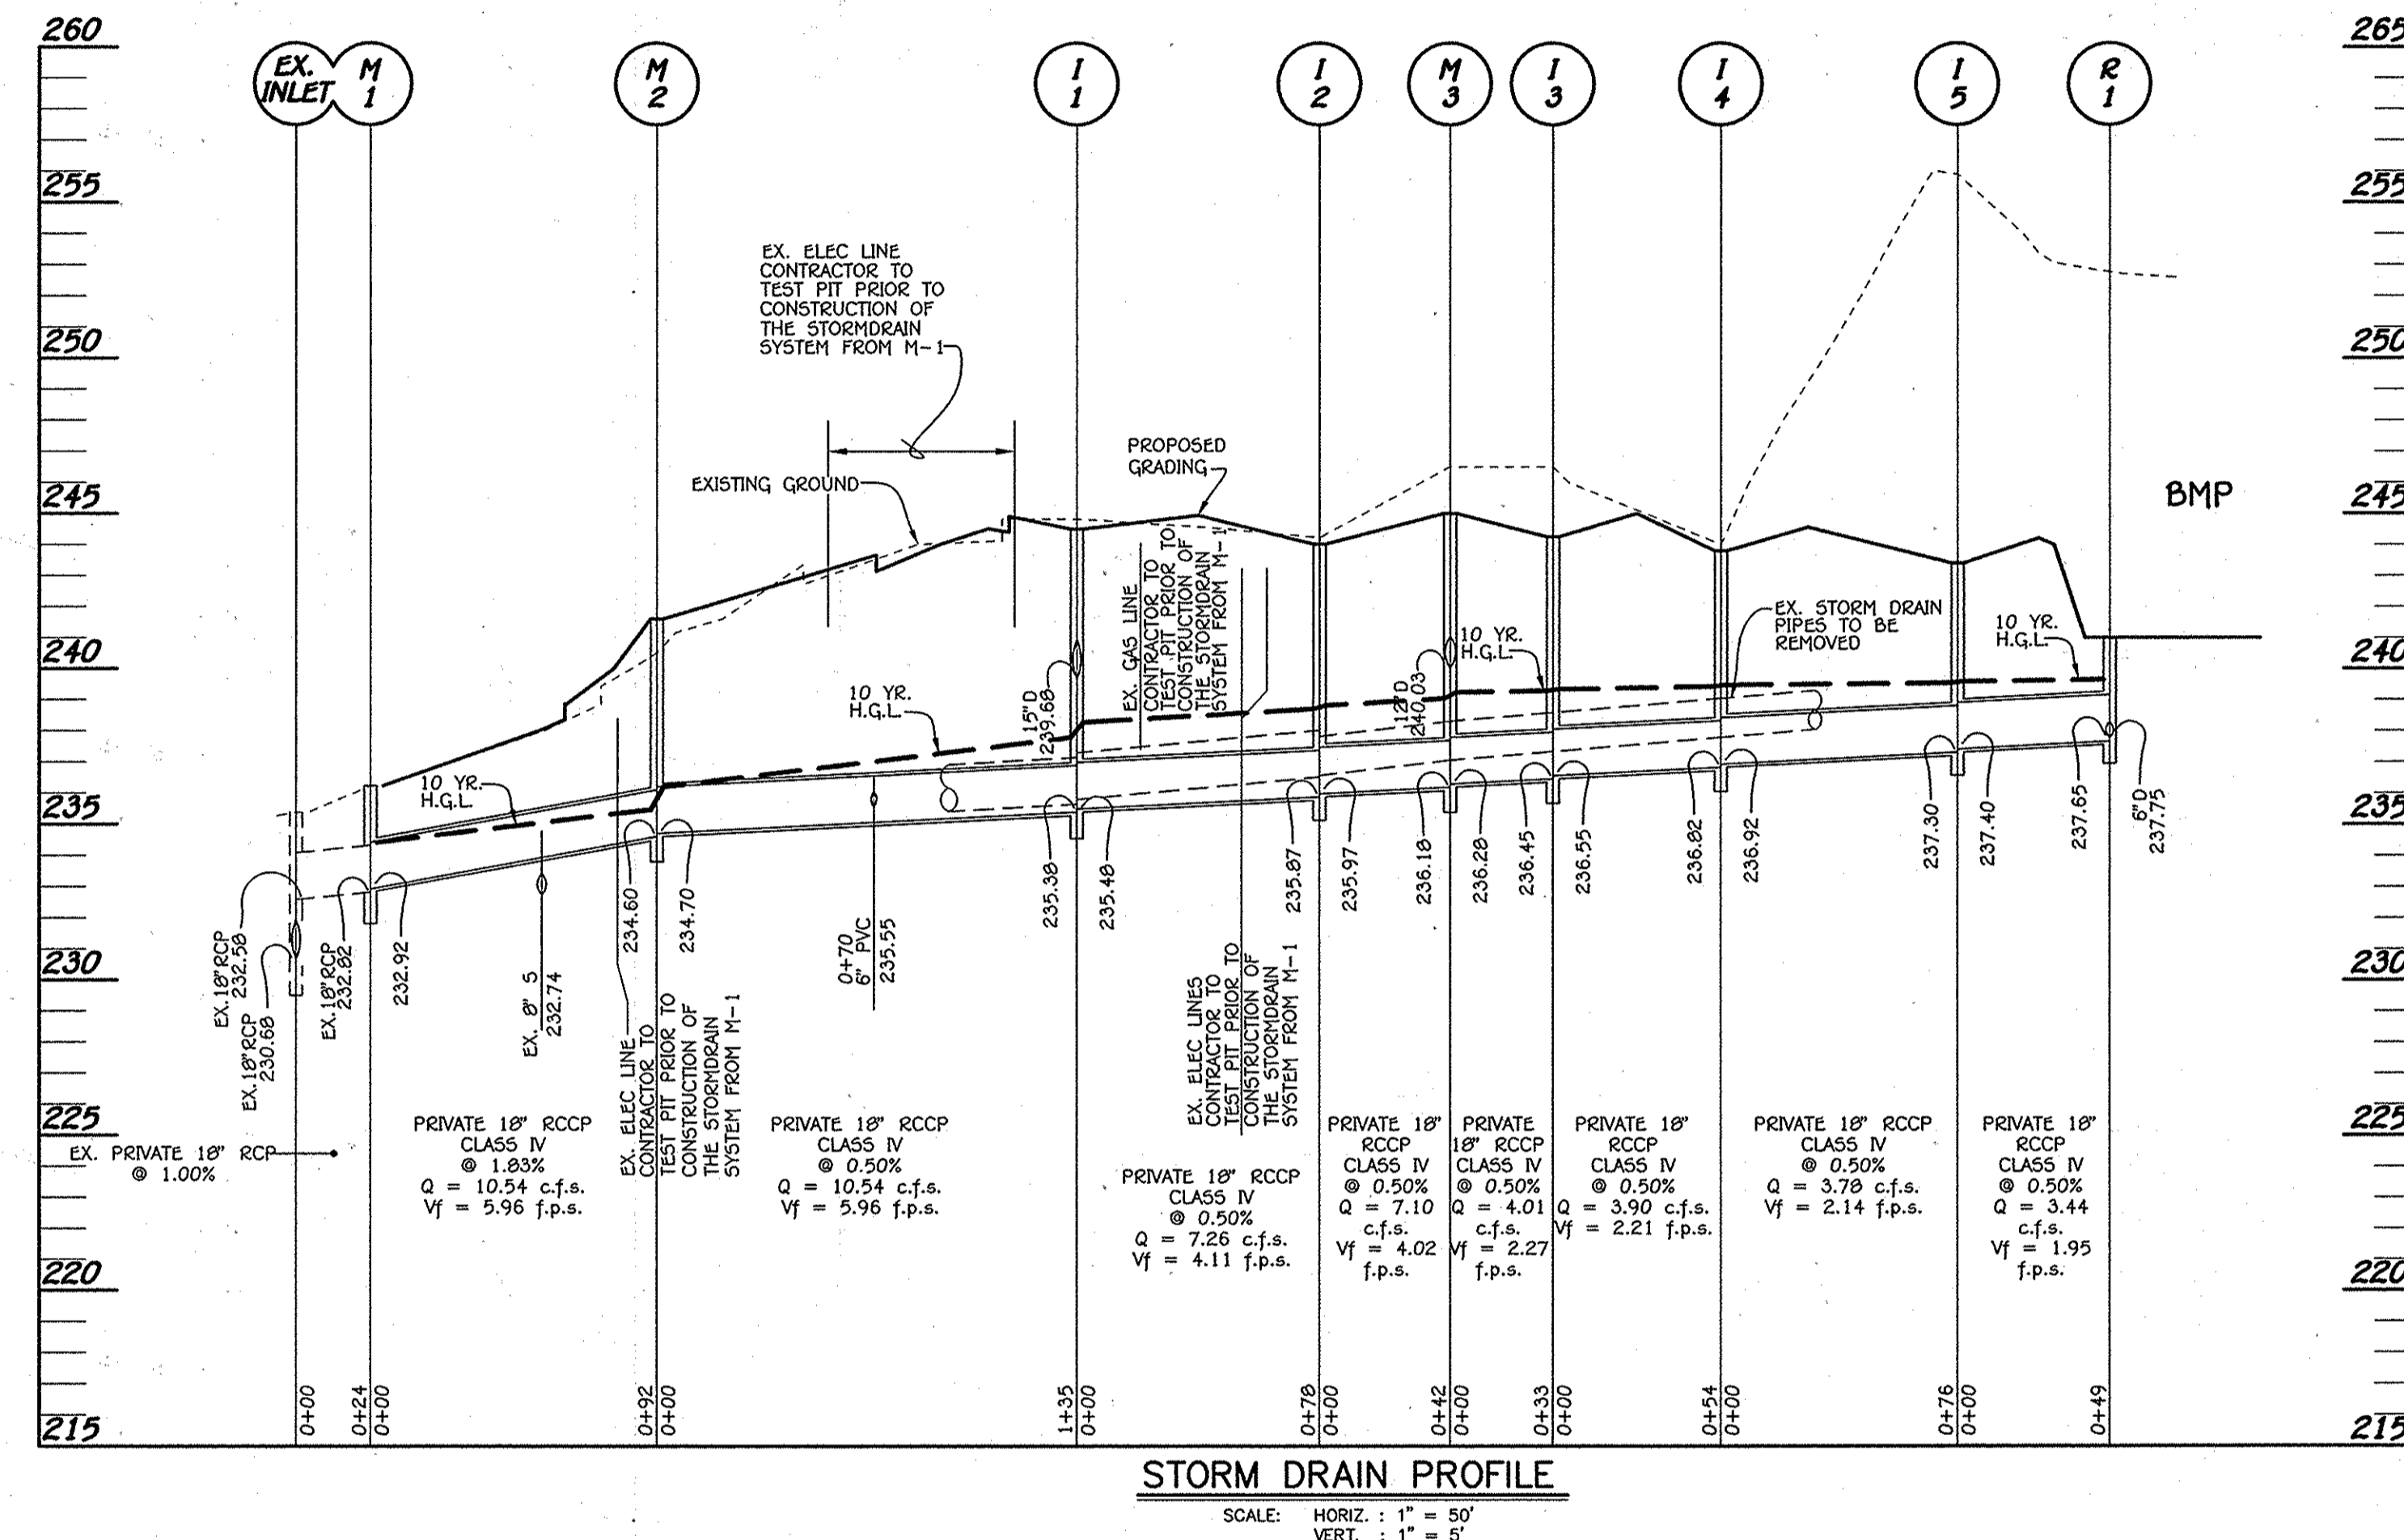 260
255
250
245
240
235
230
225
220
215
265
255
250
245
240
235
230
225
220
215
EX.
INLET
M
1
M
2
I
1
I
2
M
3
I
3
I
4
I
5
R
1
EX. ELEC LINE
CONTRACTOR TO
TEST PIT PRIOR TO
CONSTRUCTION OF
THE STORMDRAIN
SYSTEM FROM M-1
EXISTING GROUND
PROPOSED
GRADING
BMP
10 YR.
H.G.L.
10 YR.
H.G.L.
10 YR.
H.G.L.
10 YR.
H.G.L.
EX. STORM DRAIN
PIPES TO BE
REMOVED
EX. GAS LINE
CONTRACTOR TO
TEST PIT PRIOR TO
CONSTRUCTION OF
THE STORMDRAIN
SYSTEM FROM M-1
15"D
239.68
12"D
240.03
EX.18"RCP
232.58
EX.18"RCP
230.68
EX.18"RCP
232.82
232.92
EX. 8" S
232.74
234.60
234.70
EX. ELEC LINE
CONTRACTOR TO
TEST PIT PRIOR TO
CONSTRUCTION OF
THE STORMDRAIN
SYSTEM FROM M-1
0+70
6" PVC
235.55
235.38
235.48
EX. ELEC LINES
CONTRACTOR TO
TEST PIT PRIOR TO
CONSTRUCTION OF
THE STORMDRAIN
SYSTEM FROM M-1
235.87
235.97
236.18
236.28
236.45
236.55
236.82
236.92
237.30
237.40
237.65
6"D
237.75
EX. PRIVATE 18" RCP
@ 1.00%
PRIVATE 18" RCCP
CLASS IV
@ 1.83%
Q = 10.54 c.f.s.
Vf = 5.96 f.p.s.
PRIVATE 18" RCCP
CLASS IV
@ 0.50%
Q = 10.54 c.f.s.
Vf = 5.96 f.p.s.
PRIVATE 18" RCCP
CLASS IV
@ 0.50%
Q = 7.26 c.f.s.
Vf = 4.11 f.p.s.
PRIVATE 18"
RCCP
CLASS IV
@ 0.50%
Q = 7.10
c.f.s.
Vf = 4.02
f.p.s.
PRIVATE
18" RCCP
CLASS IV
@ 0.50%
Q = 4.01
c.f.s.
Vf = 2.27
f.p.s.
PRIVATE 18"
RCCP
CLASS IV
@ 0.50%
Q = 3.90 c.f.s.
Vf = 2.21 f.p.s.
PRIVATE 18" RCCP
CLASS IV
@ 0.50%
Q = 3.78 c.f.s.
Vf = 2.14 f.p.s.
PRIVATE 18"
RCCP
CLASS IV
@ 0.50%
Q = 3.44
c.f.s.
Vf = 1.95
f.p.s.
0+00
0+24
0+00
0+92
0+00
1+35
0+00
0+78
0+00
0+42
0+00
0+33
0+00
0+54
0+00
0+76
0+00
0+49
STORM DRAIN PROFILE
SCALE: HORIZ. : 1" = 50'
VERT. : 1" = 5'